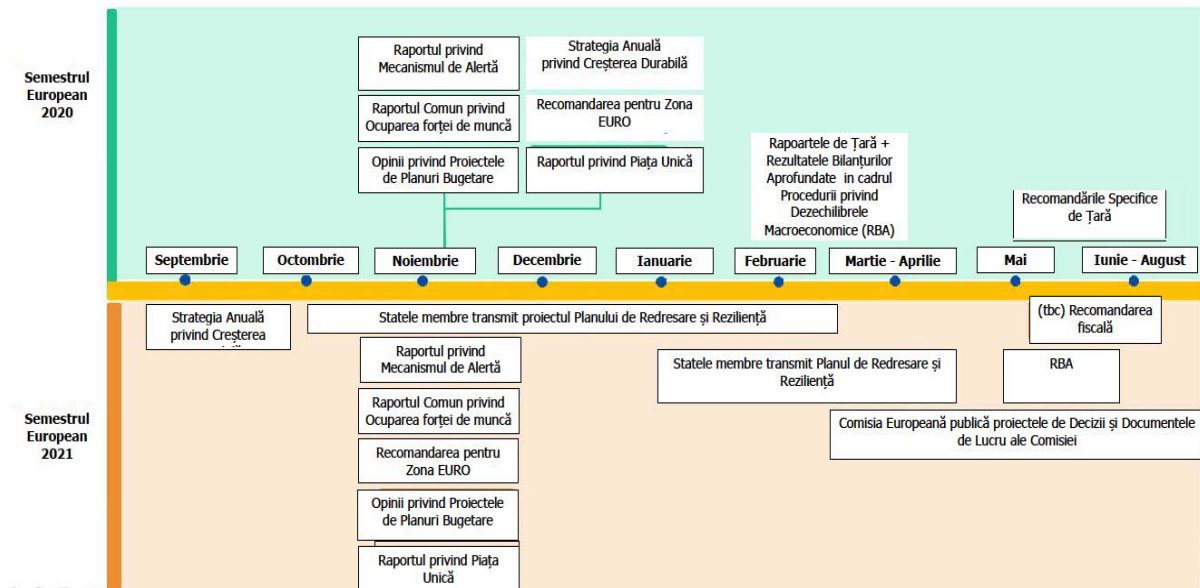 Semestrul
European
2020
Raportul privind
Mecanismul de Alertă
Strategia Anuală
privind Creșterea Durabilă
Raportul Comun privind
Ocuparea forței de muncă
Recomandarea pentru Zona
EURO
Opinii privind Proiectele
de Planuri Bugetare
Raportul privind Piața Unică
Rapoartele de Țară +
Rezultatele Bilanțurilor
Aprofundate in cadrul
Procedurii privind
Dezechilibrele
Macroeconomice (RBA)
Recomandările Specifice
de Țară
Septembrie
Octombrie
Noiembrie
Decembrie
Ianuarie
Februarie
Martie - Aprilie
Mai
Iunie - August
Semestrul
European
2021
Strategia Anuală
privind Creșterea
Statele membre transmit proiectul Planului de Redresare și Reziliență
(tbc) Recomandarea
fiscală
Raportul privind
Mecanismul de Alertă
Statele membre transmit Planul de Redresare și
Reziliență
RBA
Raportul Comun privind
Ocuparea forței de muncă
Comisia Europeană publică proiectele de Decizii și Documentele
de Lucru ale Comisiei
Recomandarea pentru
Zona EURO
Opinii privind Proiectele
de Planuri Bugetare
Raportul privind Piața
Unică